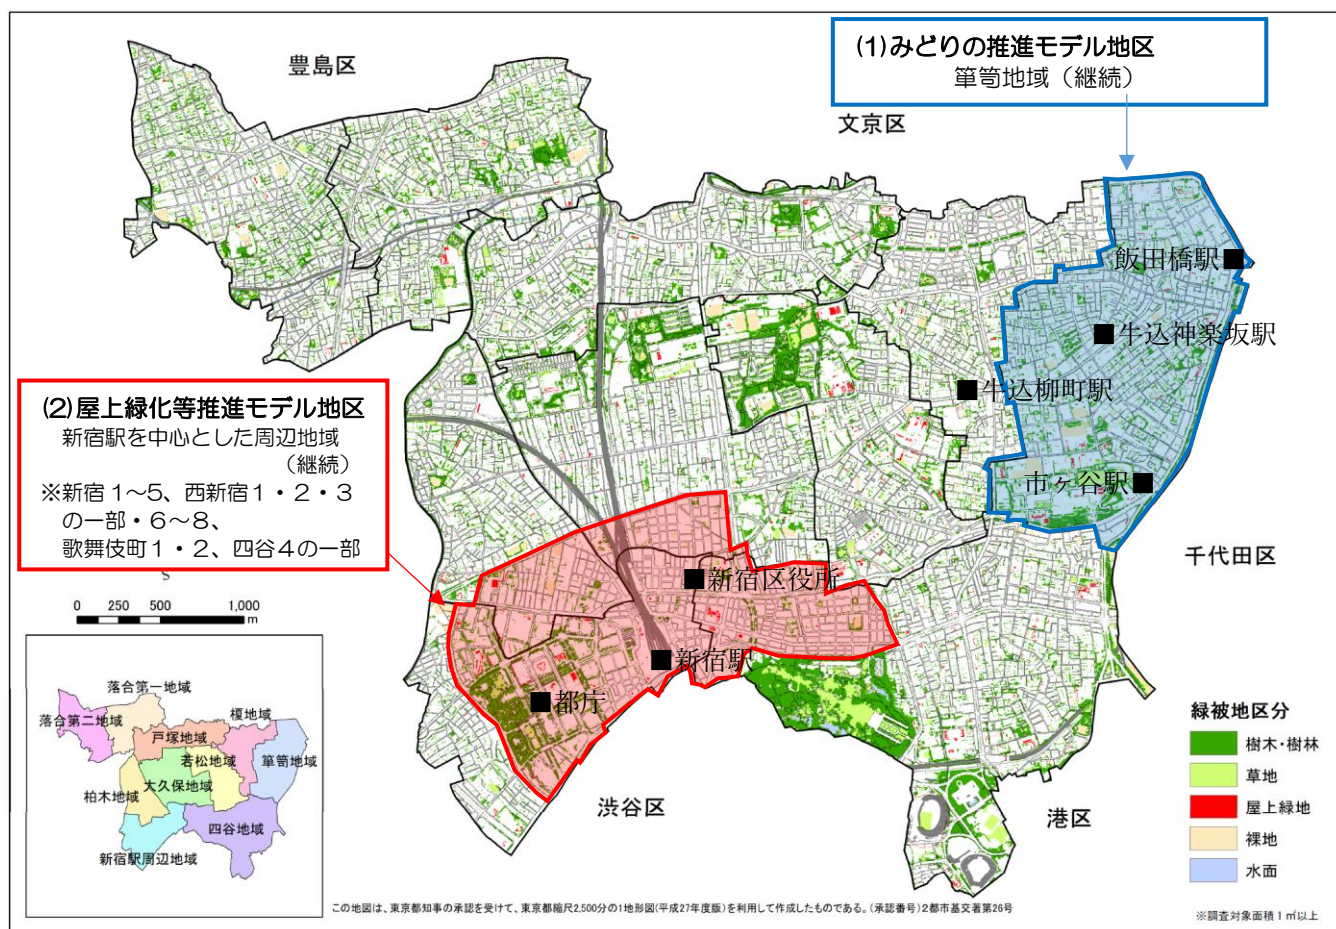 (1)みどりの推進モデル地区
箪笥地域（継続）
豊島区
文京区
飯田橋駅
牛込神楽坂駅
牛込柳町駅
市ヶ谷駅
千代田区
(2)屋上緑化等推進モデル地区
新宿駅を中心とした周辺地域
（継続）
※新宿１～５、西新宿１・２・３
の一部・６～８、
歌舞伎町１・２、四谷４の一部
新宿区役所
新宿駅
都庁
渋谷区
港区
S
0 250 500 1,000
m
落合第一地域
落合第二地域
榎地域
戸塚地域
若松地域
箪笥地域
大久保地域
柏木地域
四谷地域
新宿駅周辺地域
緑被地区分
樹木・樹林
草地
屋上緑地
裸地
水面
※調査対象面積１㎡以上
この地図は、東京都知事の承認を受けて、東京都縮尺2,500分の1地形図(平成27年度版)を利用して作成したものである。(承認番号)2都市基交著第26号